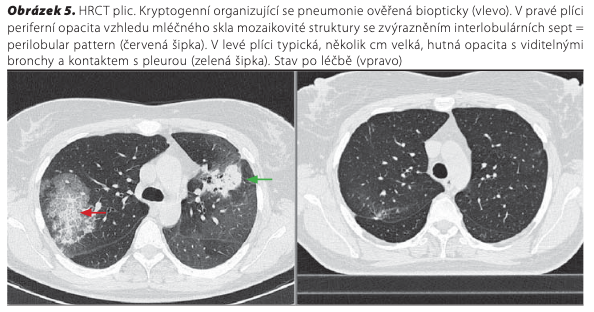 Obrázek 5. HRCT plic. Kryptogenní organizující se pneumonie ověřená biopticky (vlevo). V pravé plíci
periferní opacita vzhledu mléčného skla mozaikovité struktury se zvýrazněním interlobulárních sept =
perilobular pattern (červená šipka). V levé plíci typická, několik cm velká, hutná opacita s viditelnými
bronchy a kontaktem s pleurou (zelená šipka). Stav po léčbě (vpravo)